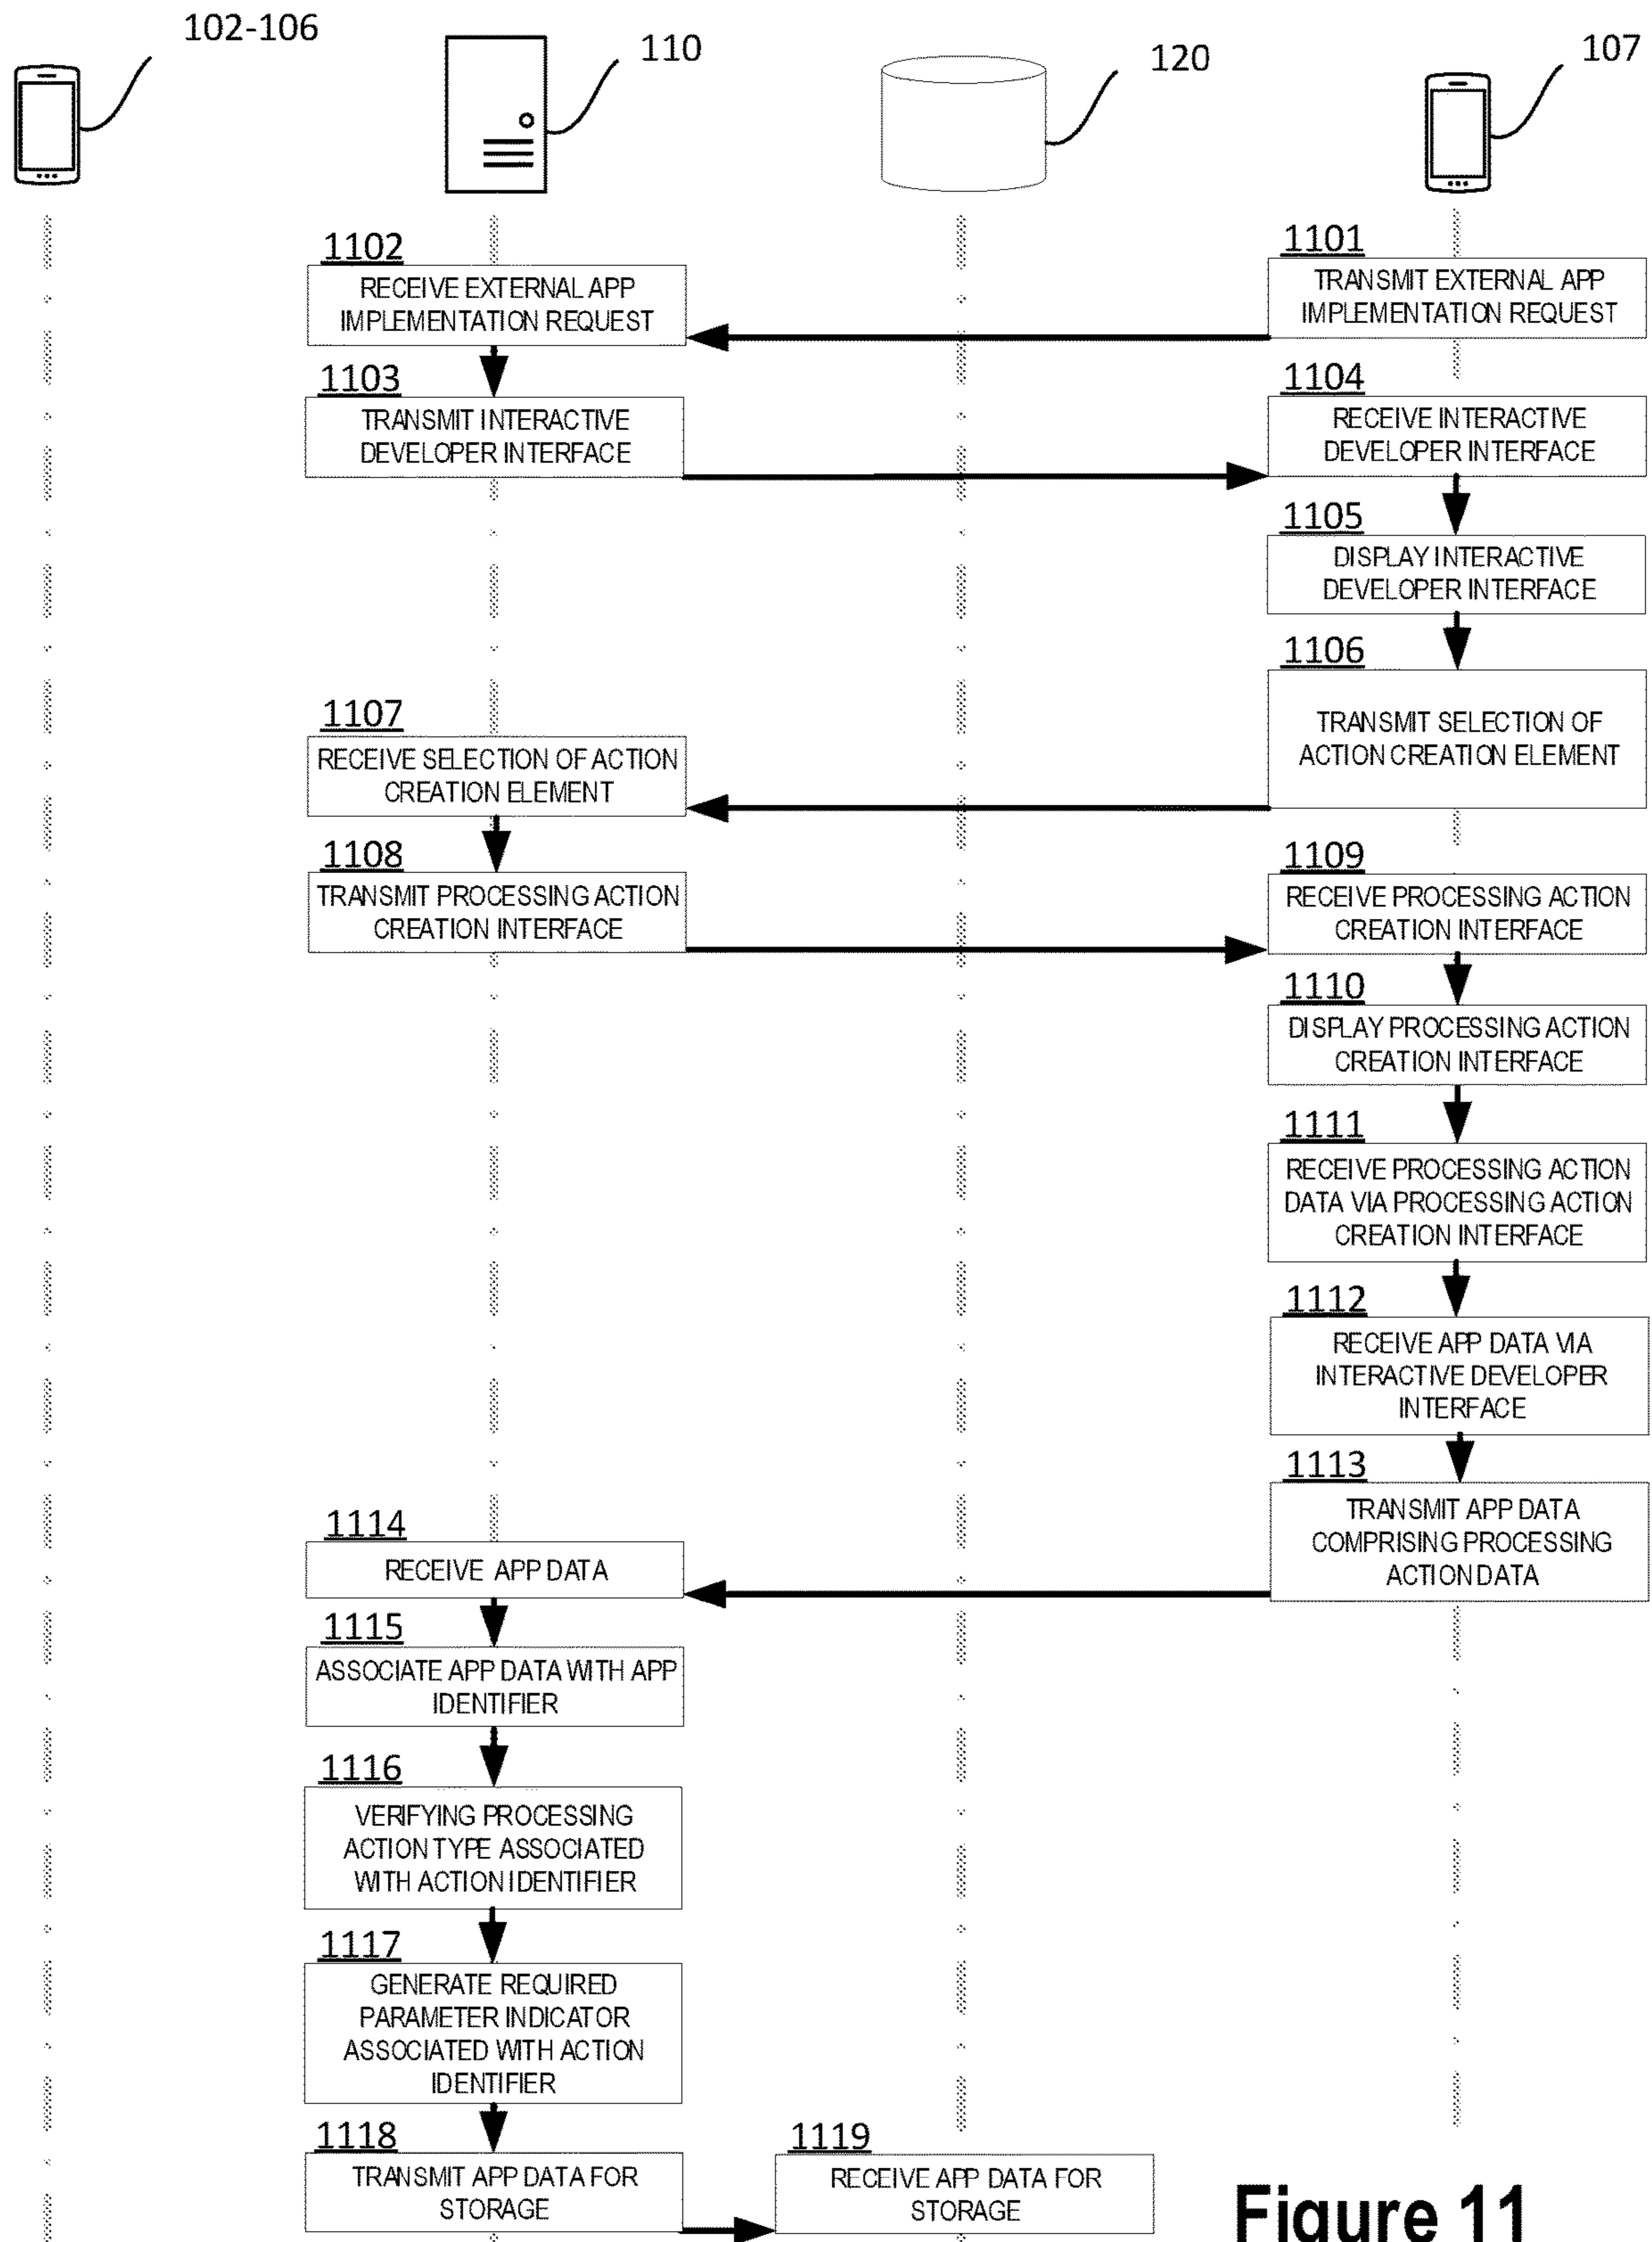 102-106
110
120
107
1102
RECEIVE EXTERNAL APP
IMPLEMENTATION REQUEST
1101
TRANSMIT EXTERNAL APP
IMPLEMENTATION REQUEST
1103
TRANSMIT INTERACTIVE
DEVELOPER INTERFACE
1104
RECEIVE INTERACTIVE
DEVELOPER INTERFACE
1105
DISPLAY INTERACTIVE
DEVELOPER INTERFACE
1106
TRANSMIT SELECTION OF
ACTION CREATION ELEMENT
1107
RECEIVE SELECTION OF ACTION
CREATION ELEMENT
1108
TRANSMIT PROCESSING ACTION
CREATION INTERFACE
1109
RECEIVE PROCESSING ACTION
CREATION INTERFACE
1110
DISPLAY PROCESSING ACTION
CREATION INTERFACE
1111
RECEIVE PROCESSING ACTION
DATA VIA PROCESSING ACTION
CREATION INTERFACE
1112
RECEIVE APP DATA VIA
INTERACTIVE DEVELOPER
INTERFACE
1113
TRANSMIT APP DATA
COMPRISING PROCESSING
ACTION DATA
1114
RECEIVE APP DATA
1115
ASSOCIATE APP DATA WITH APP
IDENTIFIER
1116
VERIFYING PROCESSING
ACTION TYPE ASSOCIATED
WITH ACTION IDENTIFIER
1117
GENERATE REQUIRED
PARAMETER INDICATOR
ASSOCIATED WITH ACTION
IDENTIFIER
1118
TRANSMIT APP DATA FOR
STORAGE
1119
RECEIVE APP DATA FOR
STORAGE
Figure 11